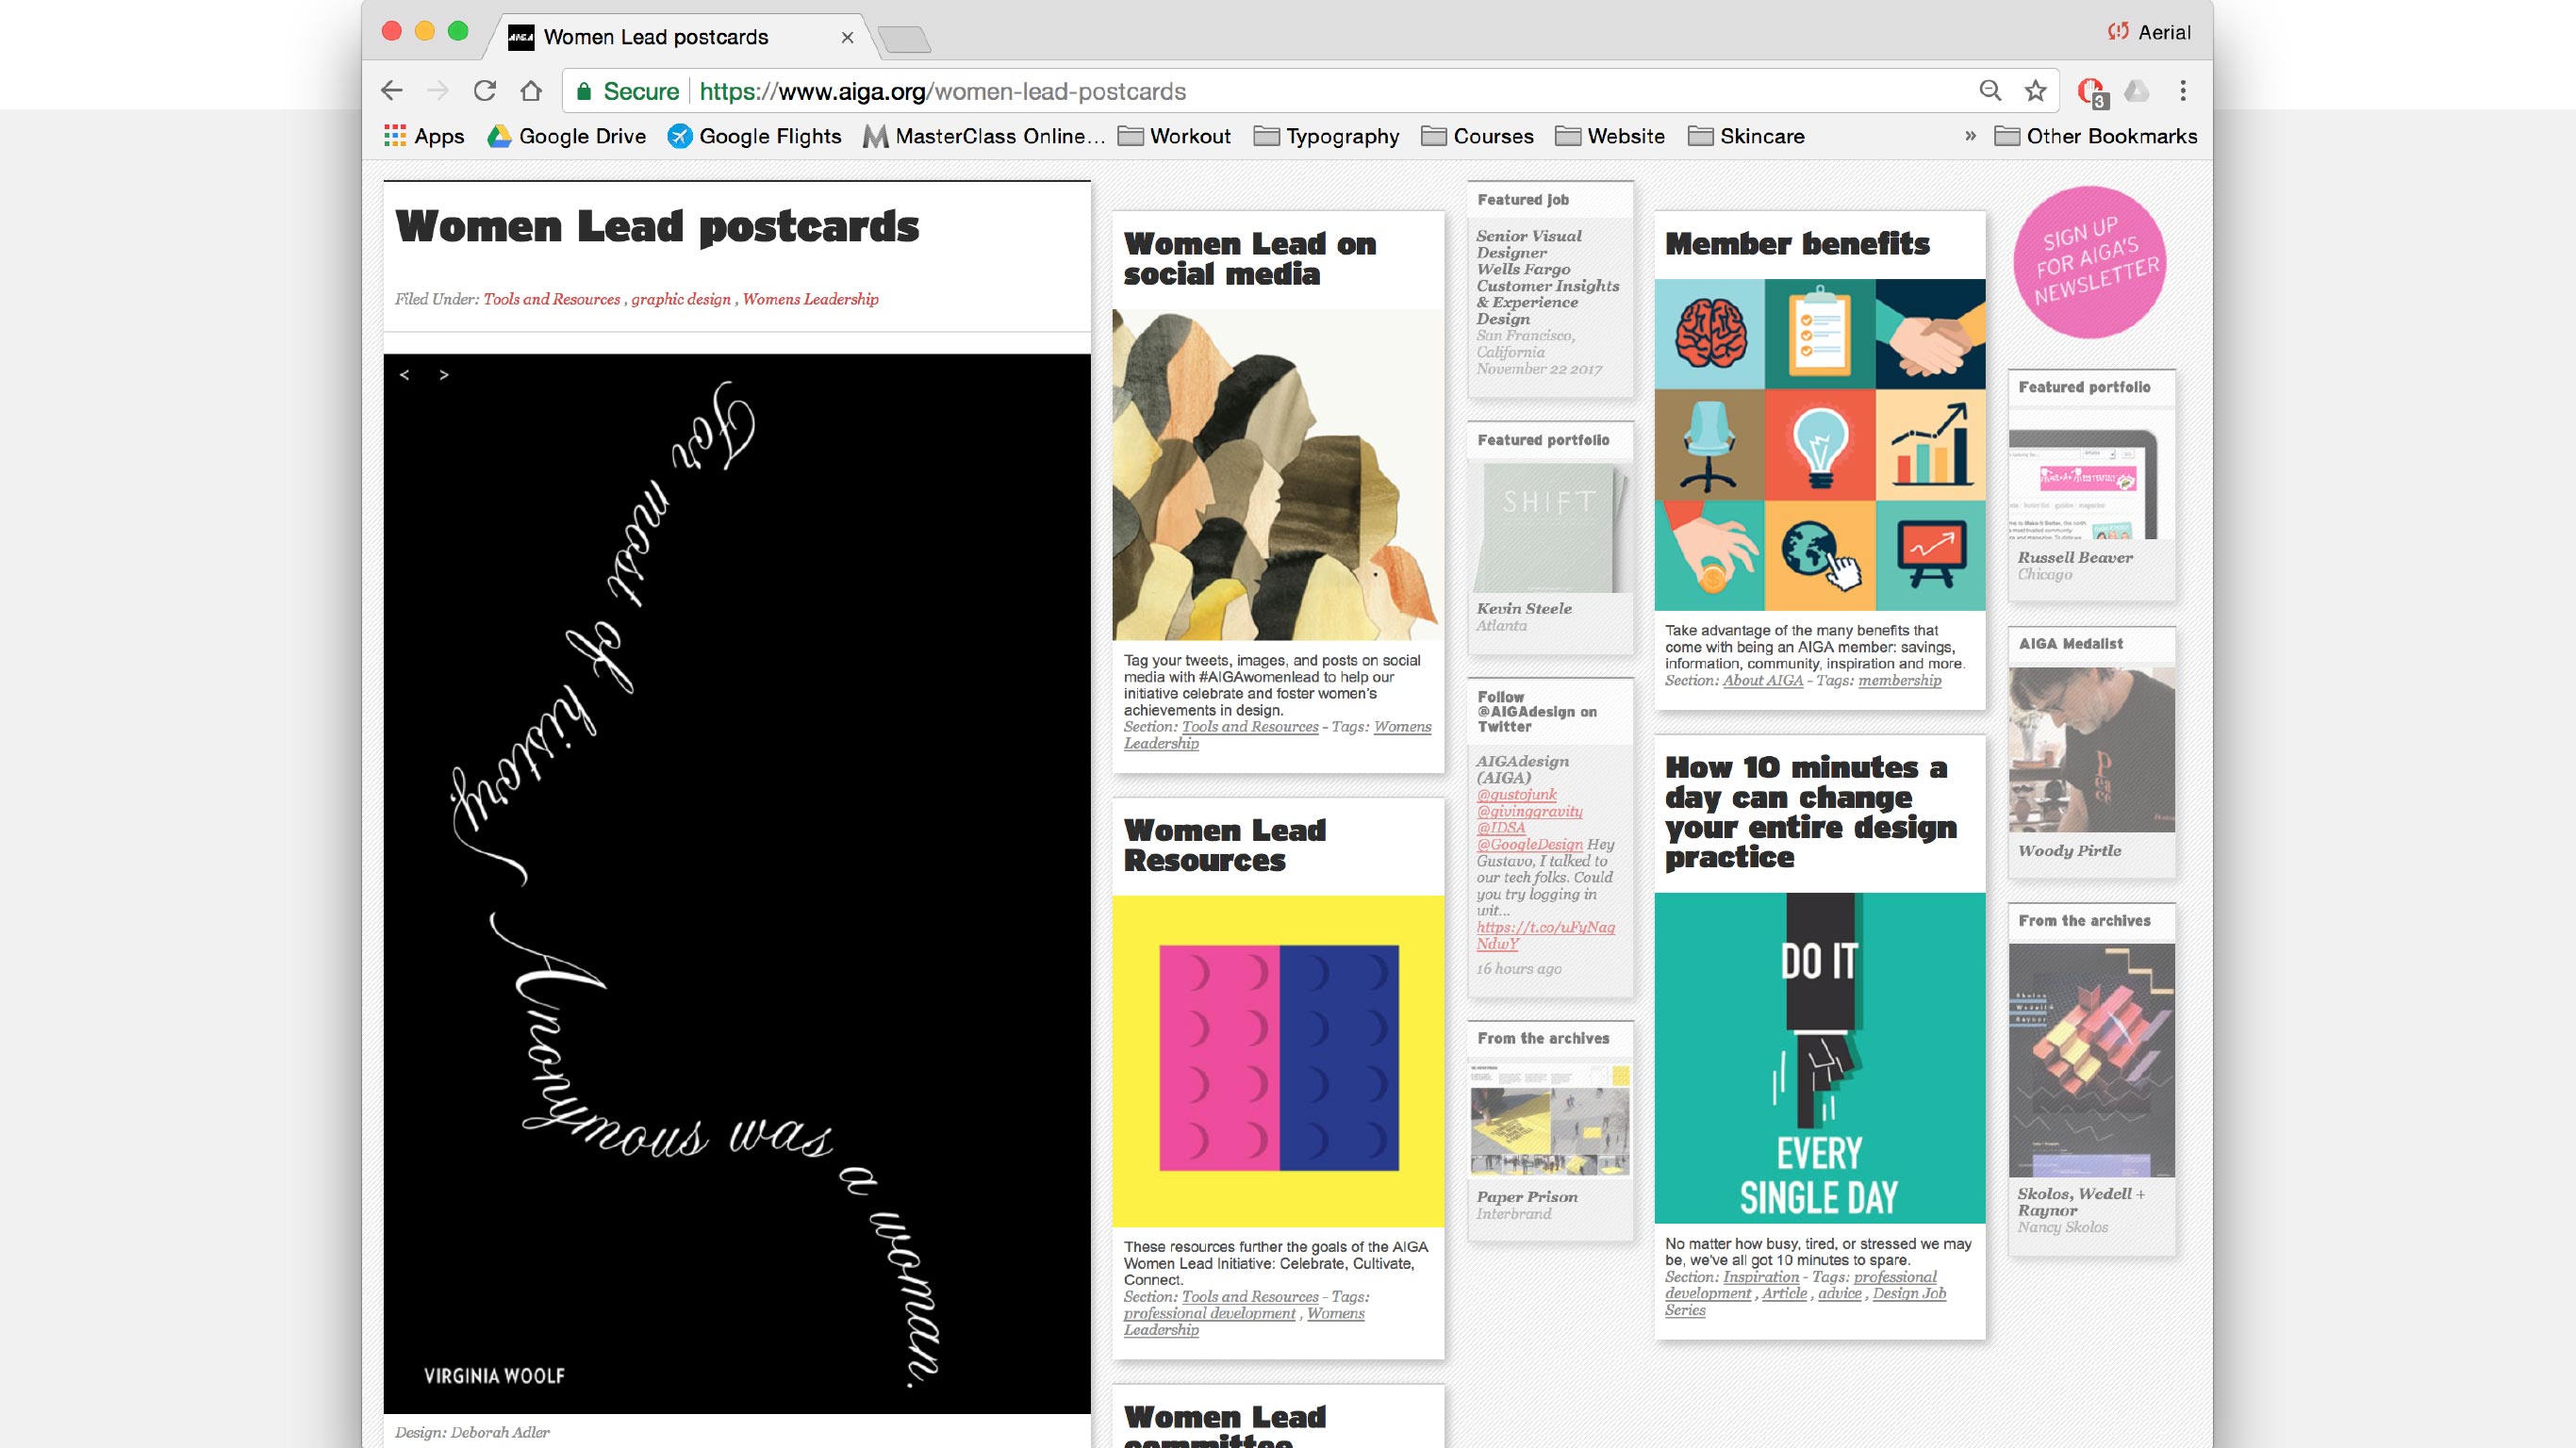 AIGA
Women Lead postcards
Aerial
Secure
https://www.aiga.org/women-lead-postcards
3
Apps
Google Drive
Google Flights
MasterClass Online...
Workout
Typography
Courses
Website
Skincare
»
Other Bookmarks
Women Lead postcards
Filed Under: Tools and Resources , graphic design , Womens Leadership
< >
For most of history,
Anonymous was a woman.
VIRGINIA WOOLF
Design: Deborah Adler
Women Lead on
social media
Tag your tweets, images, and posts on social
media with #AIGAwomenlead to help our
initiative celebrate and foster women's
achievements in design.
Section: Tools and Resources - Tags: Womens
Leadership
Women Lead
Resources
These resources further the goals of the AIGA
Women Lead Initiative: Celebrate, Cultivate,
Connect.
Section: Tools and Resources - Tags:
professional development , Womens
Leadership
Women Lead
committee
Featured job
Senior Visual
Designer
Wells Fargo
Customer Insights
& Experience
Design
San Francisco,
California
November 22 2017
Featured portfolio
SHIFT
Kevin Steele
Atlanta
Follow
@AIGAdesign on
Twitter
AIGAdesign
(AIGA)
@gustojunk
@givinggravity
@IDSA
@GoogleDesign Hey
Gustavo, I talked to
our tech folks. Could
you try logging in
wit...
https://t.co/uFyNaq
NdwY
16 hours ago
From the archives
Paper Prison
Interbrand
Member benefits
Take advantage of the many benefits that
come with being an AIGA member: savings,
information, community, inspiration and more.
Section: About AIGA - Tags: membership
How 10 minutes a
day can change
your entire design
practice
DO IT
EVERY
SINGLE DAY
No matter how busy, tired, or stressed we may
be, we've all got 10 minutes to spare.
Section: Inspiration - Tags: professional
development , Article , advice , Design Job
Series
SIGN UP
FOR AIGA'S
NEWSLETTER
Featured portfolio
Russell Beaver
Chicago
AIGA Medalist
Woody Pirtle
From the archives
Skolos
Wedell +
Raynor
Skolos, Wedell +
Raynor
Nancy Skolos